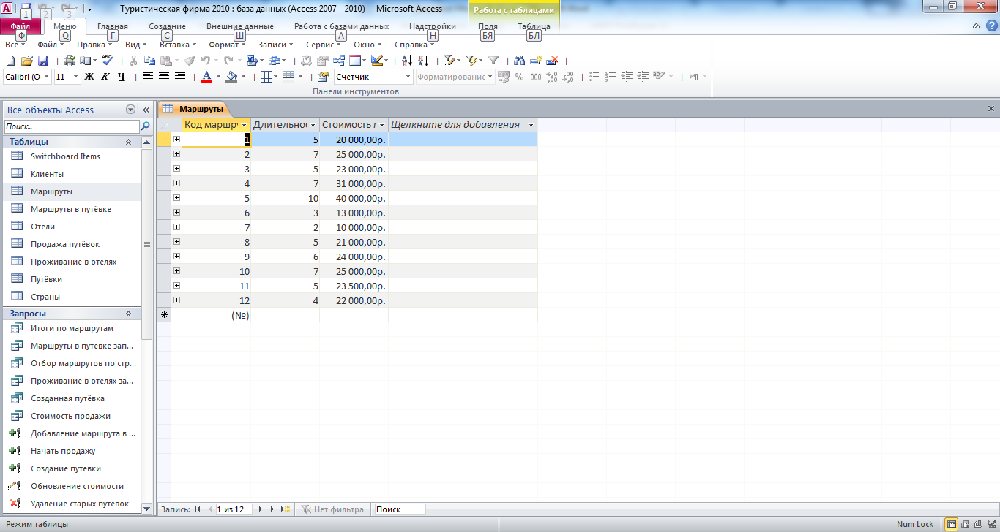 Туристическая фирма 2010 : база данных (Access 2007 - 2010) - Microsoft Access
Работа с таблицами
1 2 3
Файл Меню Главная Создание Внешние данные Работа с базами данных Надстройки Поля Таблица
Ф Q Г С Ш А Н БЯ БЛ
Все Файл Правка Вид Вставка Формат Записи Сервис Окно Справка
Calibri (О 11 Ж К Ч Счетчик Форматирование % 000
Панели инструментов
Все объекты Access
Поиск...
Таблицы
Switchboard Items
Клиенты
Маршруты
Маршруты в путёвке
Отели
Продажа путёвок
Проживание в отелях
Путёвки
Страны
Запросы
Итоги по маршрутам
Маршруты в путёвке зап...
Отбор маршрутов по стр...
Проживание в отелях за...
Созданная путёвка
Стоимость продажи
Добавление маршрута в ...
Начать продажу
Создание путёвки
Обновление стоимости
Удаление старых путёвок
Маршруты
Код маршр Длительно Стоимость Щелкните для добавления
1 5 20 000,00р.
2 7 25 000,00р.
3 5 23 000,00р.
4 7 31 000,00р.
5 10 40 000,00р.
6 3 13 000,00р.
7 2 10 000,00р.
8 5 21 000,00р.
9 6 24 000,00р.
10 7 25 000,00р.
11 5 23 500,00р.
12 4 22 000,00р.
(№)
Запись: 1 из 12 Нет фильтра Поиск
Режим таблицы Num Lock